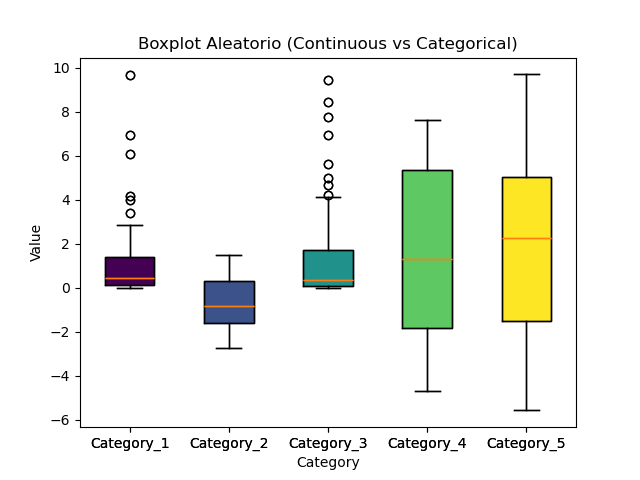 Boxplot Aleatorio (Continuous vs Categorical)
10
8
6
4
2
0
−2
−4
−6
Value
Category_1 Category_2 Category_3 Category_4 Category_5
Category